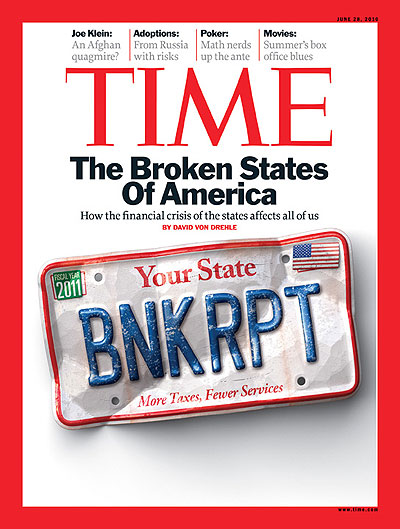 JUNE 28, 2010
Joe Klein:
An Afghan
quagmire?
Adoptions:
From Russia
with risks
Poker:
Math nerds
up the ante
Movies:
Summer's box
office blues
TIME
The Broken States
Of America
How the financial crisis of the states affects all of us
BY DAVID VON DREHLE
FISCAL YEAR
2011
Your State
BNKRPT
More Taxes, Fewer Services
www.time.com